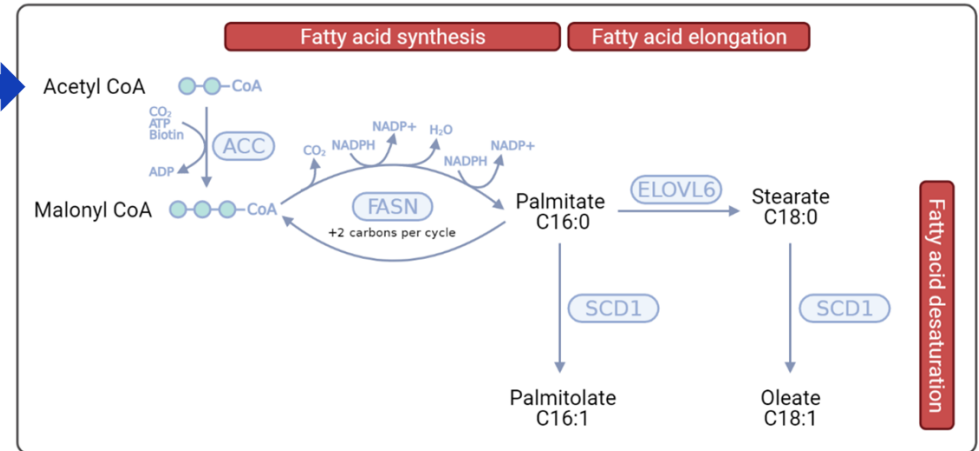 Fatty acid synthesis
Fatty acid elongation
Acetyl CoA
CoA
CO₂
ATP
Biotin
ADP
ACC
Malonyl CoA
CoA
CO₂
NADPH
NADP+
H₂O
NADPH
NADP+
FASN
+2 carbons per cycle
Palmitate
C16:0
ELOVL6
Stearate
C18:0
SCD1
SCD1
Palmitolate
C16:1
Oleate
C18:1
Fatty acid desaturation